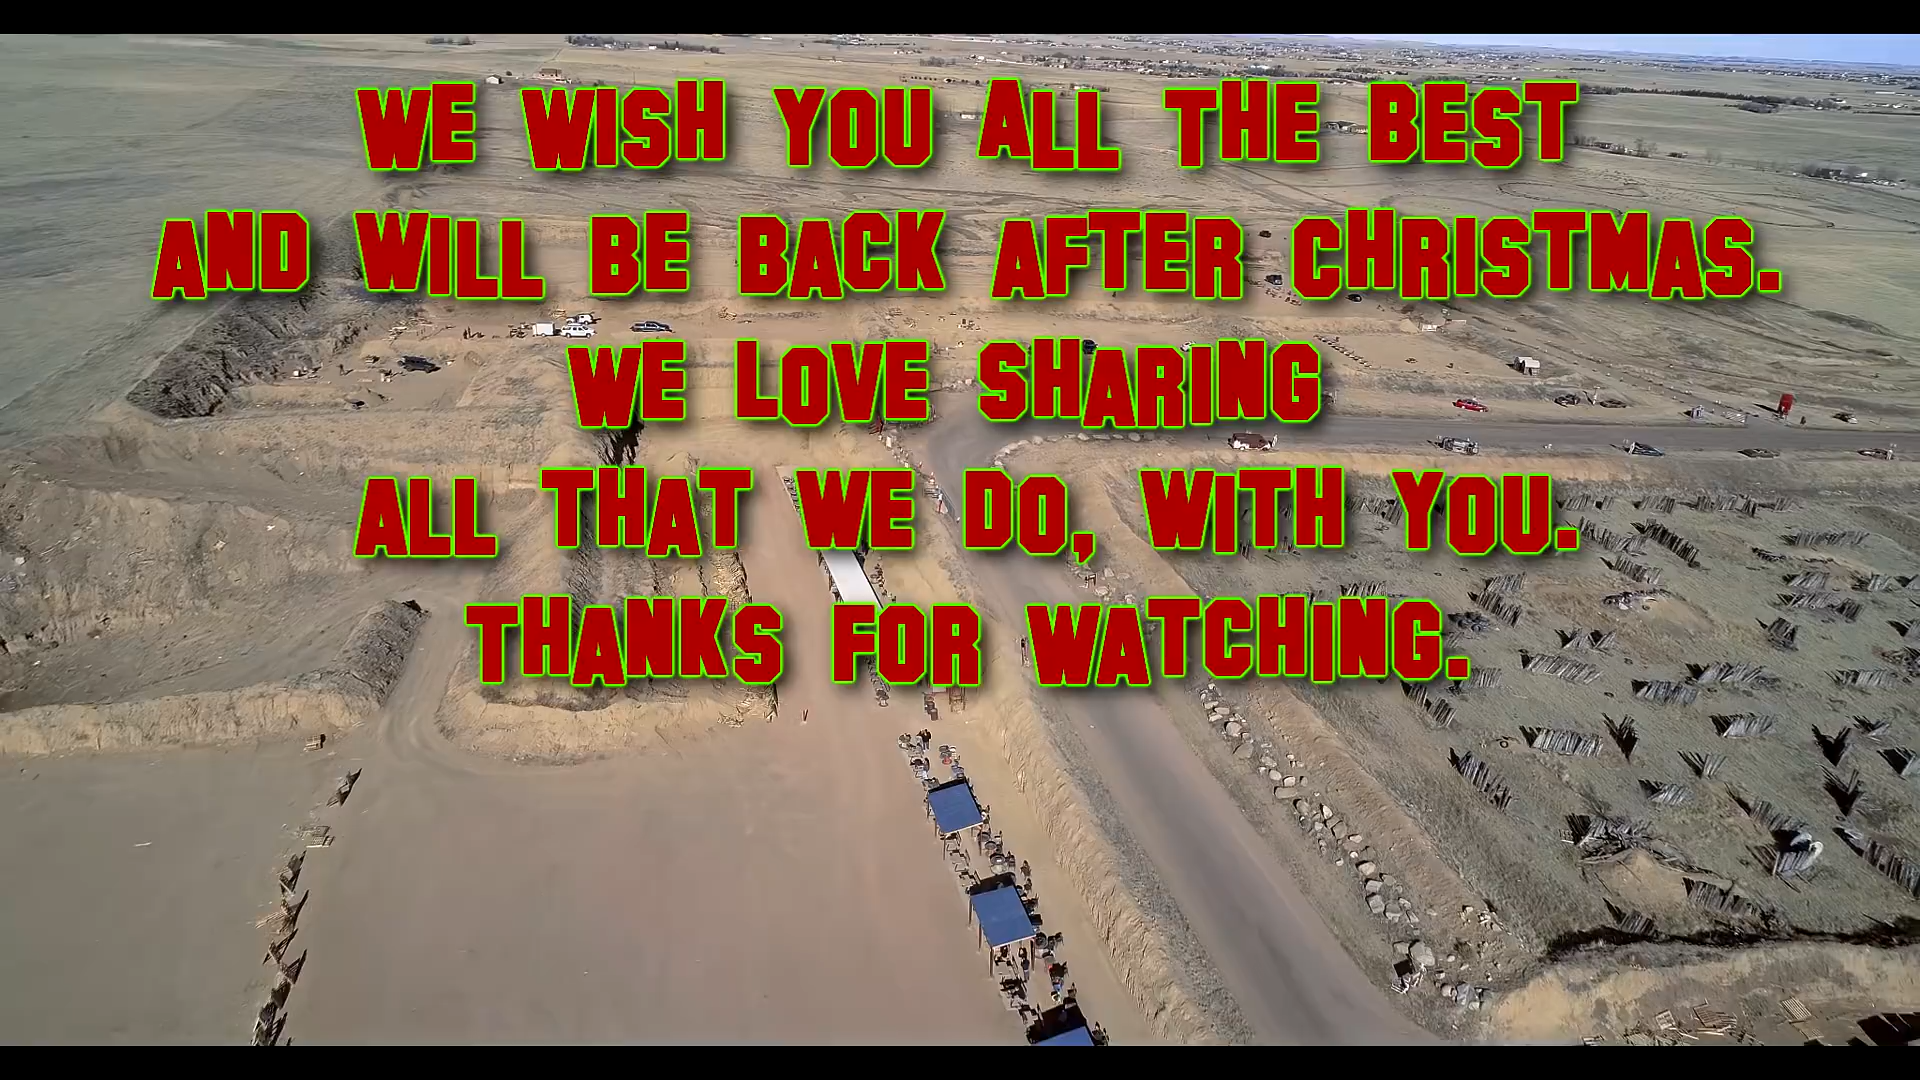 WE WISH YOU ALL THE BEST
AND WILL BE BACK AFTER CHRISTMAS.
WE LOVE SHARING
ALL THAT WE DO, WITH YOU.
THANKS FOR WATCHING.